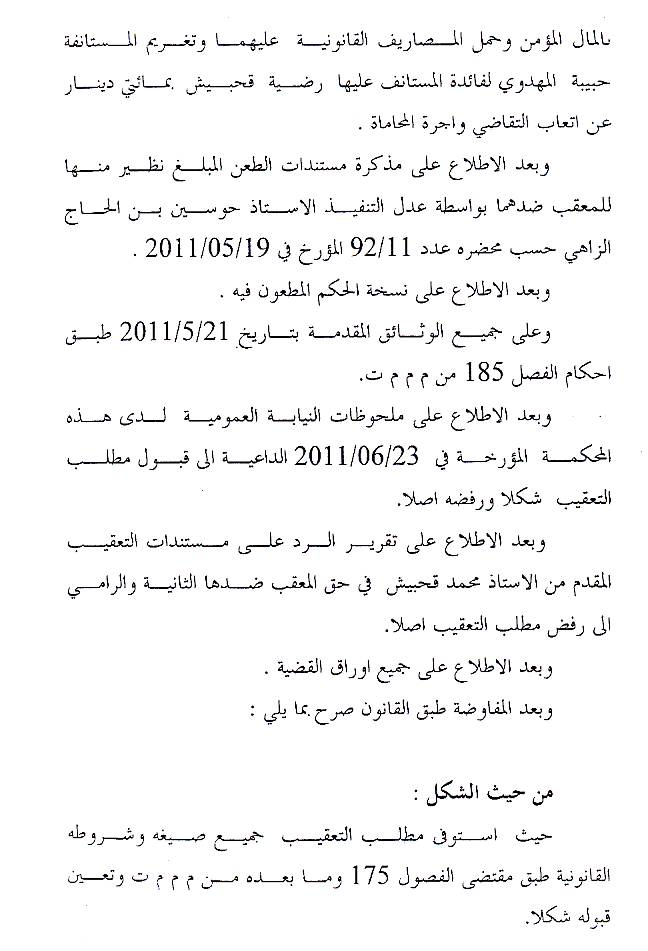 بالمال المؤمن وحمل المصاريف القانونية عليهما وتغريم المستانفة
حبيبة المهدوي لفائدة المستانف عليها رضية قحبيش بمائتي دينار
عن اتعاب التقاضي واجرة المحاماة .
وبعد الاطلاع على مذكرة مستندات الطعن المبلغ نظير منها
للمعقب ضدهما بواسطة عدل التنفيذ الاستاذ حوسين بن الحاج
الزاهي حسب محضره عدد 92/11 المؤرخ في 2011/05/19 .
وبعد الاطلاع على نسخة الحكم المطعون فيه .
وعلى جميع الوثائق المقدمة بتاريخ 2011/5/21 طبق
احكام الفصل 185 من م م م ت.
وبعد الاطلاع على ملحوظات النيابة العمومية لدى هذه
المحكمة المؤرخة في 2011/06/23 الداعية الى قبول مطلب
التعقيب شكلا ورفضه اصلا.
وبعد الاطلاع على تقرير الرد على مستندات التعقيب
المقدم من الاستاذ محمد قحبيش في حق المعقب ضدها الثانية والرامي
الى رفض مطلب التعقيب اصلا.
وبعد الاطلاع على جميع اوراق القضية .
وبعد المفاوضة طبق القانون صرح بما يلي :
من حيث الشكل :
حيث استوفى مطلب التعقيب جميع صيغه وشروطه
القانونية طبق مقتضى الفصول 175 وما بعده من م م م ت وتعين
قبوله شكلا.